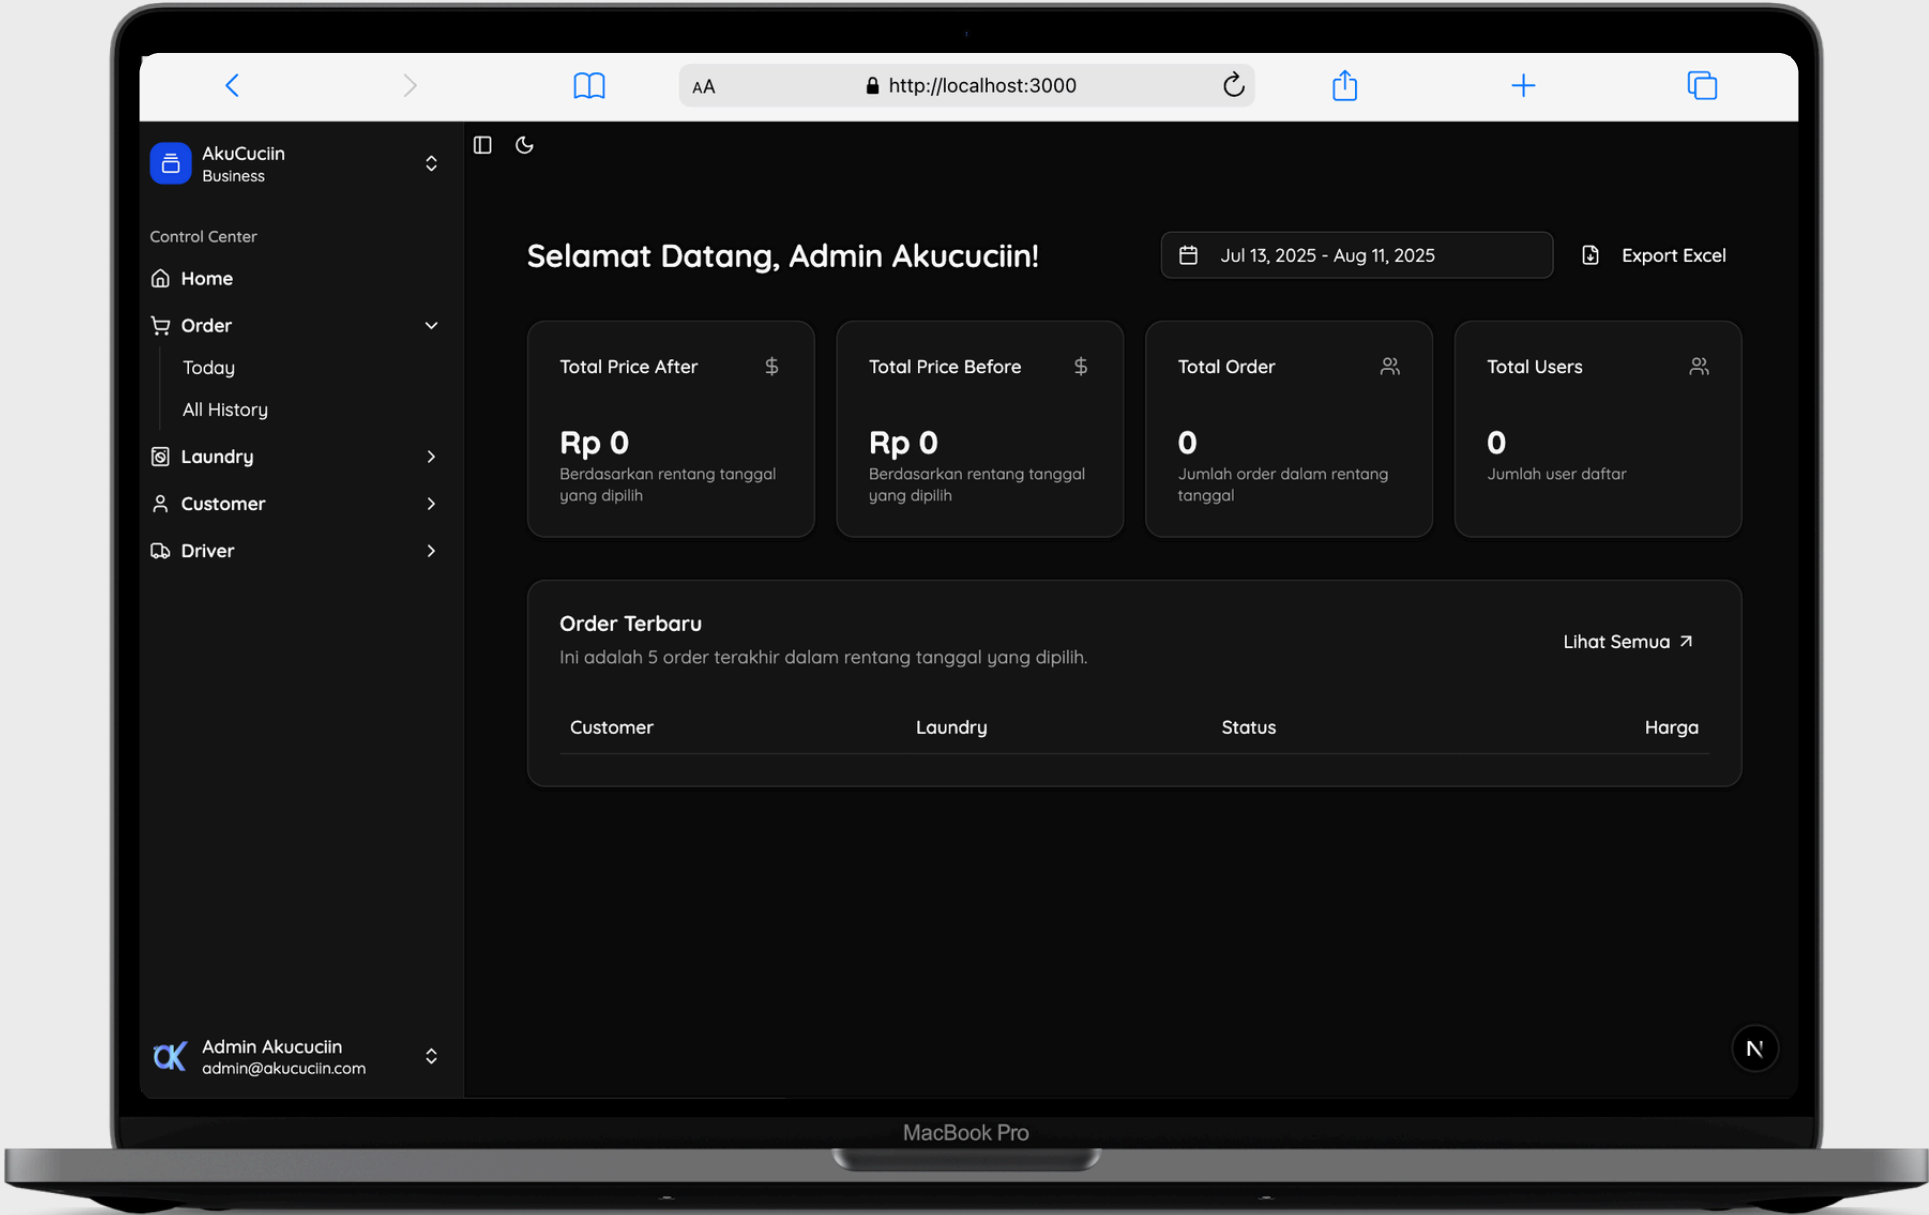 AA
http://localhost:3000
AkuCuciin
Business
Control Center
Home
Order
Today
All History
Laundry
Customer
Driver
Admin Akucuciin
admin@akucuciin.com
Selamat Datang, Admin Akucuciin!
Jul 13, 2025 - Aug 11, 2025
Export Excel
Total Price After
$
Rp 0
Berdasarkan rentang tanggal
yang dipilih
Total Price Before
$
Rp 0
Berdasarkan rentang tanggal
yang dipilih
Total Order
0
Jumlah order dalam rentang
tanggal
Total Users
0
Jumlah user daftar
Order Terbaru
Ini adalah 5 order terakhir dalam rentang tanggal yang dipilih.
Lihat Semua
Customer
Laundry
Status
Harga
N
MacBook Pro